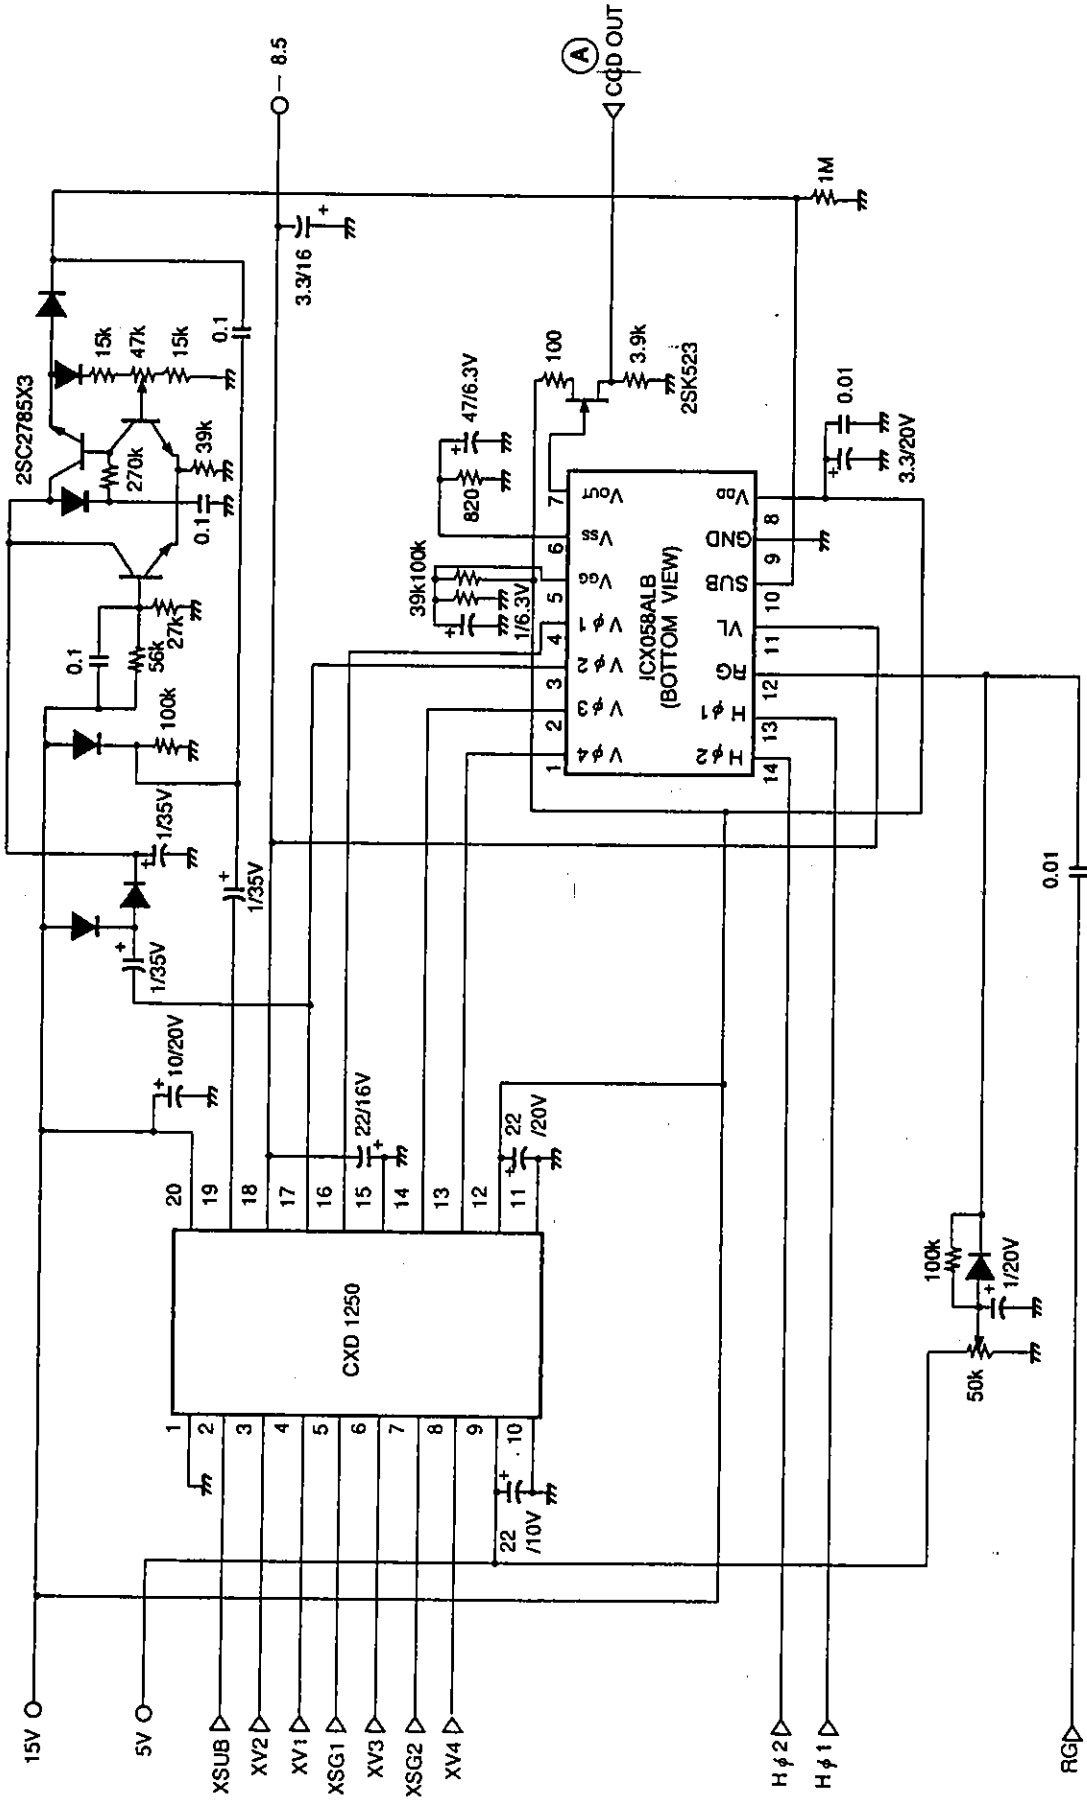 15V
5V
XSUB
XV2
XV1
XSG1
XV3
XSG2
XV4
Hφ2
Hφ1
RG
1
2
3
4
5
6
7
8
9
10
22
/10V
CXD 1250
20
19
18
17
16
15
14
13
12
11
10/20V
22/16V
22
/20V
50k
100k
1/20V
1/35V
1/35V
1/35V
100k
0.1
56k
27k
2SC2785X3
270k
0.1
39k
15k
47k
15k
0.1
3.3/16
– 8.5
39k100k
1/6.3V
820
47/6.3V
100
3.9k
2SK523
A
CCD OUT
1
2
3
4
5
6
7
Vφ4
Vφ3
Vφ2
Vφ1
VGG
VSS
VOUT
ICX058ALB
(BOTTOM VIEW)
Hφ2
Hφ1
RG
VL
SUB
GND
VDD
14
13
12
11
10
9
8
0.01
3.3/20V
1M
0.01